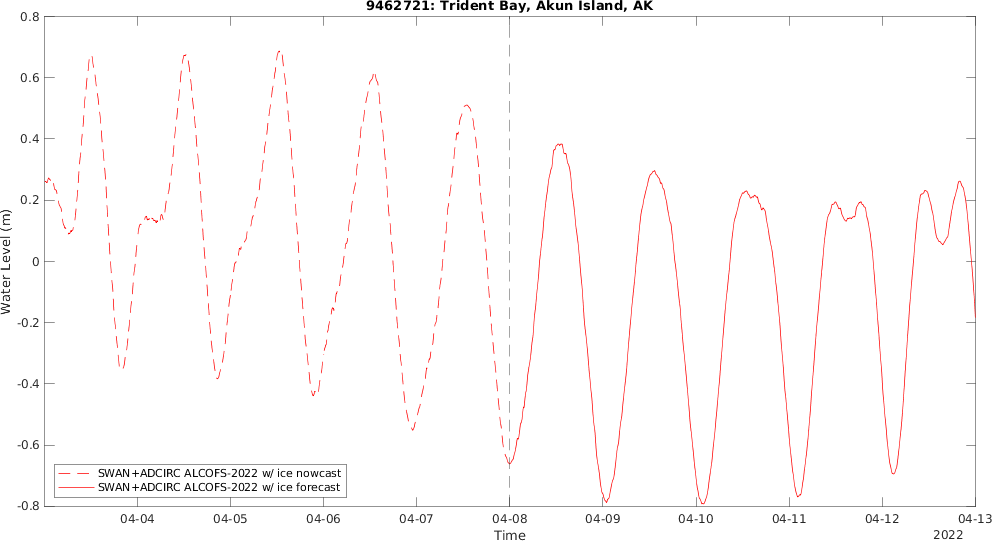 9462721: Trident Bay, Akun Island, AK
0.8
0.6
0.4
0.2
0
-0.2
-0.4
-0.6
-0.8
Water Level (m)
SWAN+ADCIRC ALCOFS-2022 w/ ice nowcast
SWAN+ADCIRC ALCOFS-2022 w/ ice forecast
04-04 04-05 04-06 04-07 04-08 04-09 04-10 04-11 04-12 04-13
Time
2022